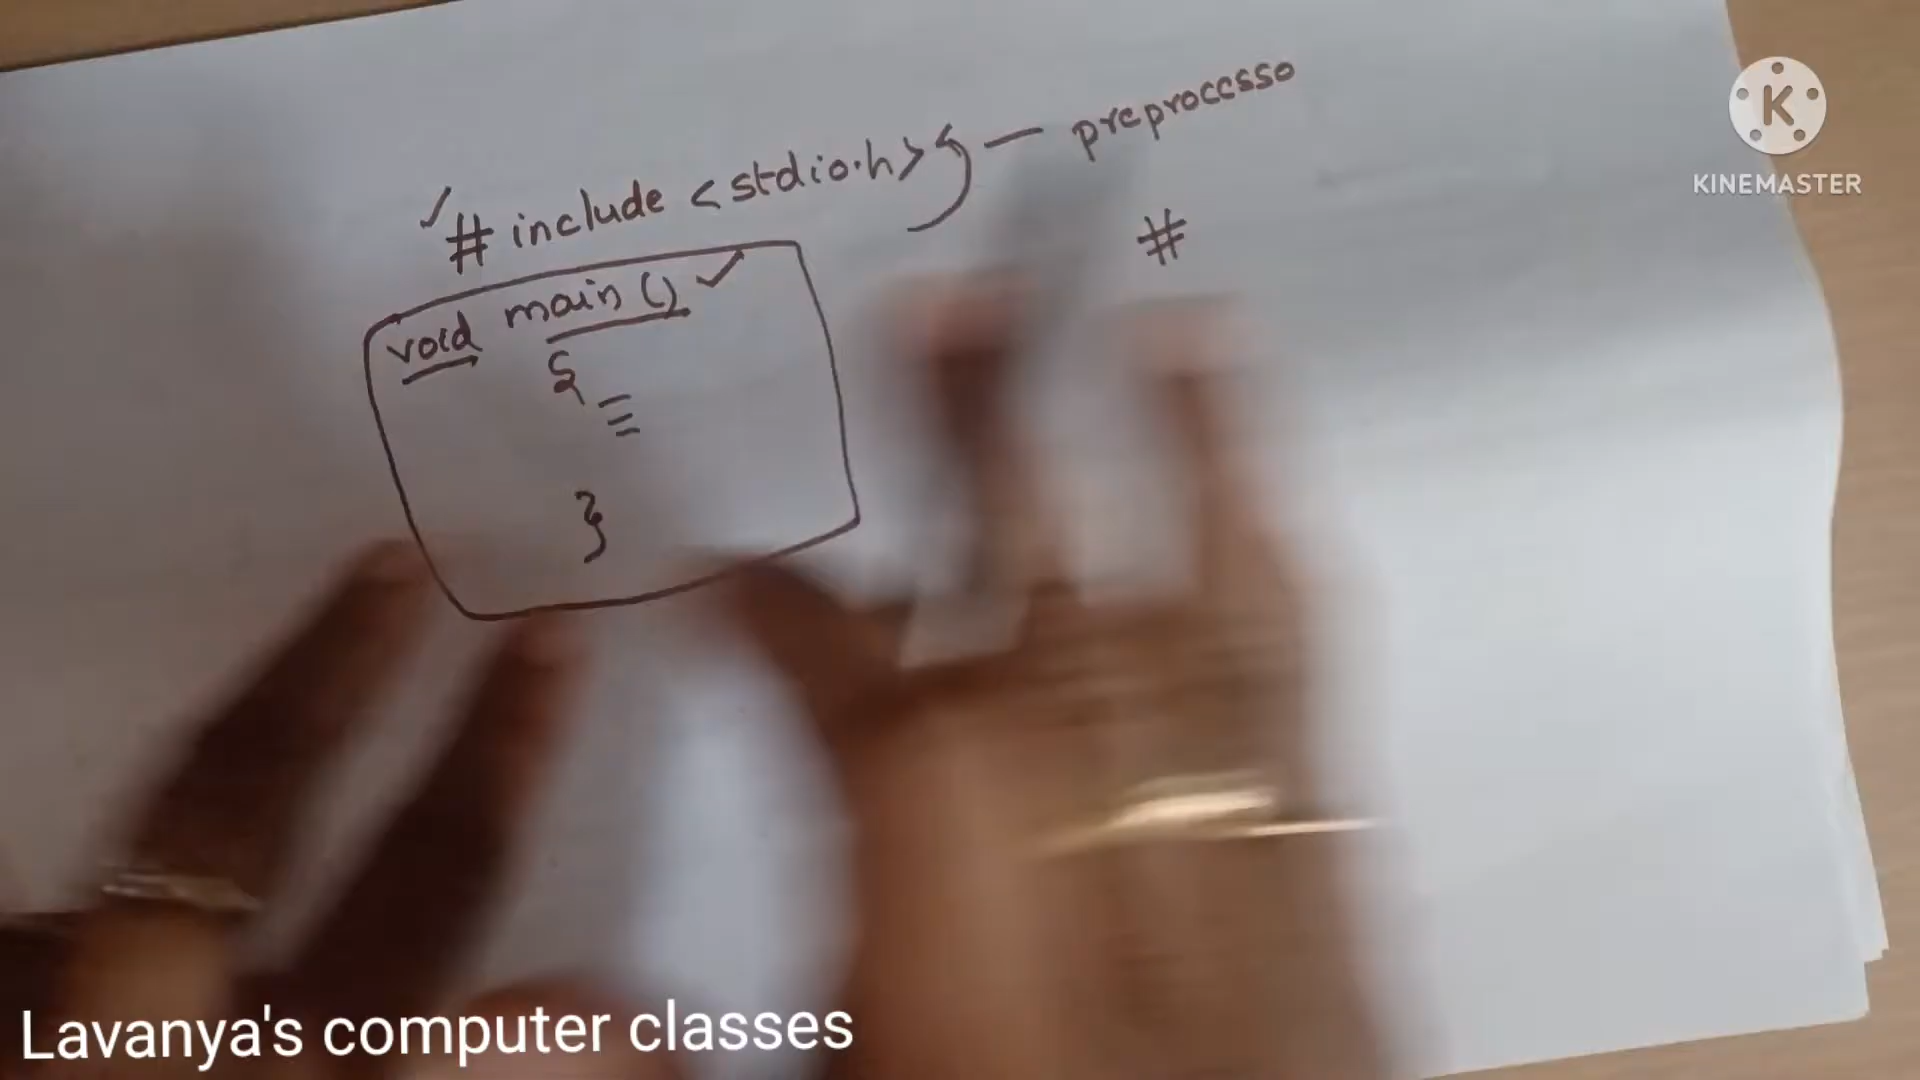 ✓# include <stdio.h> — preprocesso
#
void main () ✓
{
}
KINEMASTER
Lavanya's computer classes